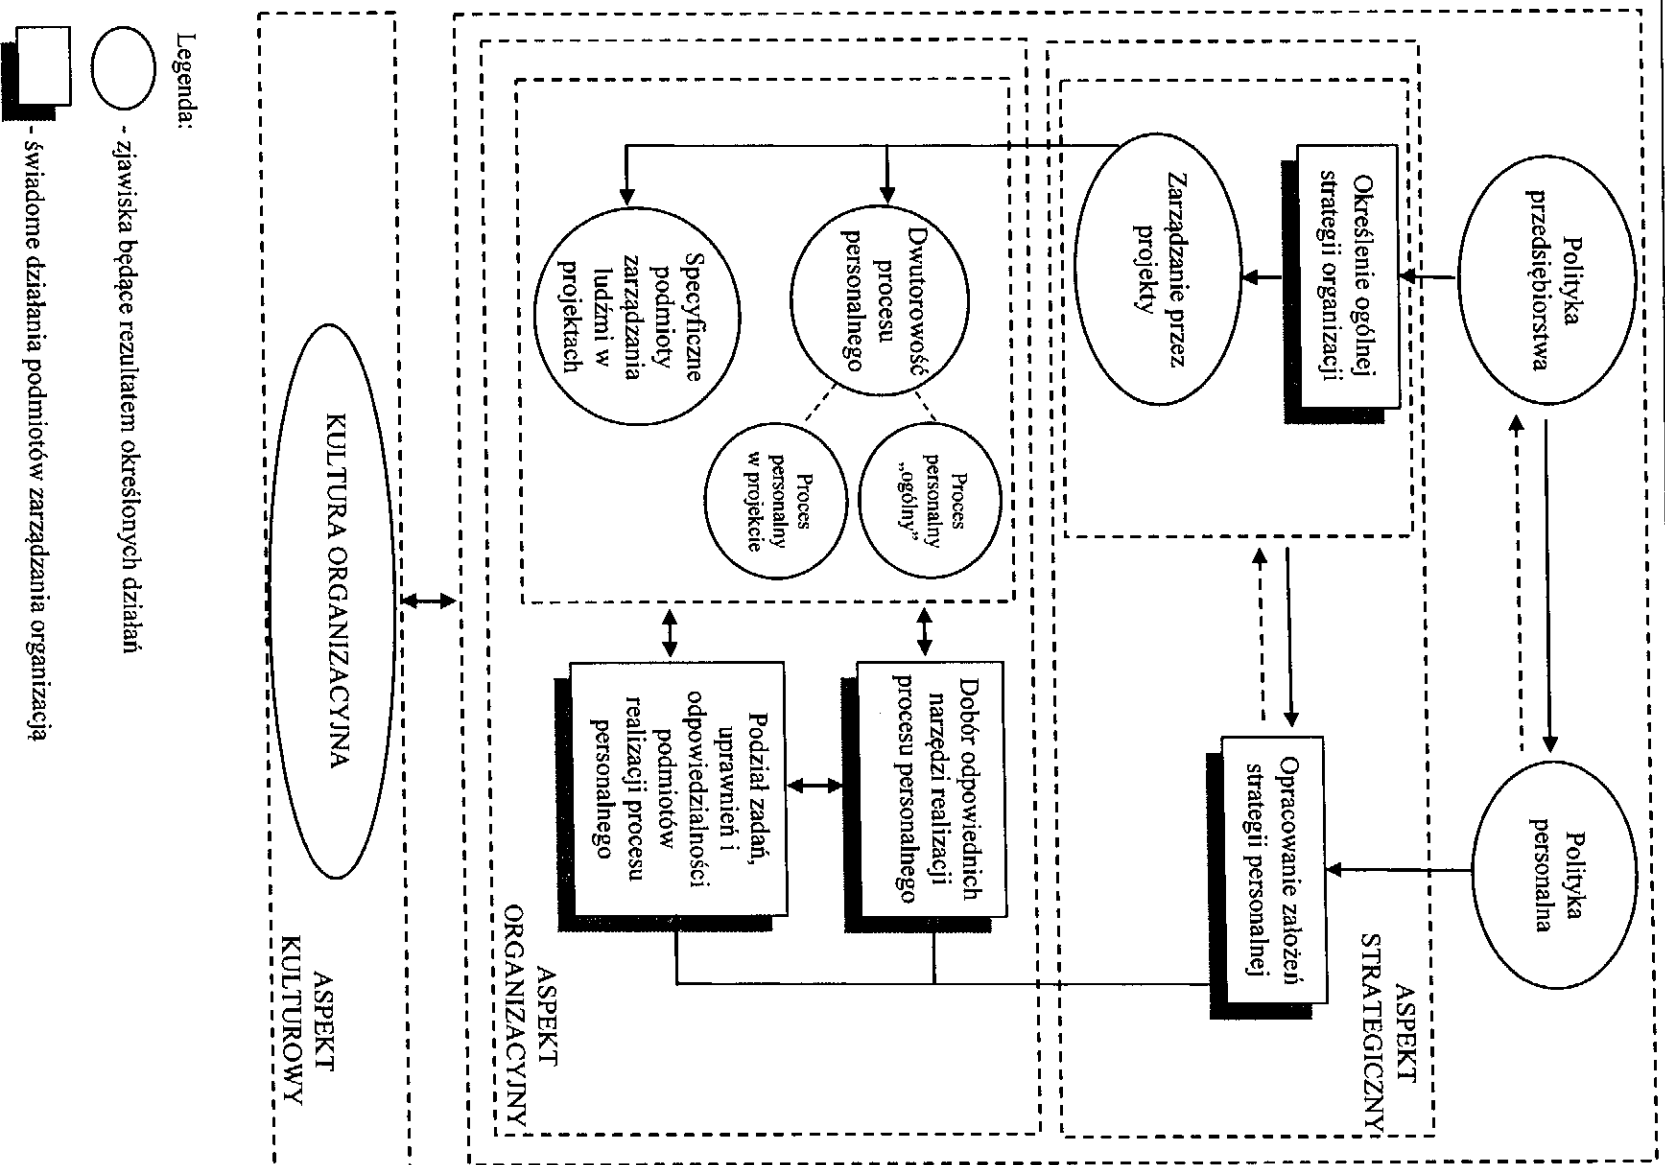 Polityka
przedsiębiorstwa
Polityka
personalna
ASPEKT
STRATEGICZNY
Określenie ogólnej
strategii organizacji
Zarządzanie przez
projekty
Opracowanie założeń
strategii personalnej
Dwutorowość
procesu
personalnego
Proces
personalny
„ogólny”
Proces
personalny
w projekcie
Specyficzne
podmioty
zarządzania
ludźmi w
projektach
Dobór odpowiednich
narzędzi realizacji
procesu personalnego
Podział zadań,
uprawnień i
odpowiedzialności
podmiotów
realizacji procesu
personalnego
ASPEKT
ORGANIZACYJNY
KULTURA ORGANIZACYJNA
ASPEKT
KULTUROWY
Legenda:
- zjawiska będące rezultatem określonych działań
- świadome działania podmiotów zarządzania organizacją